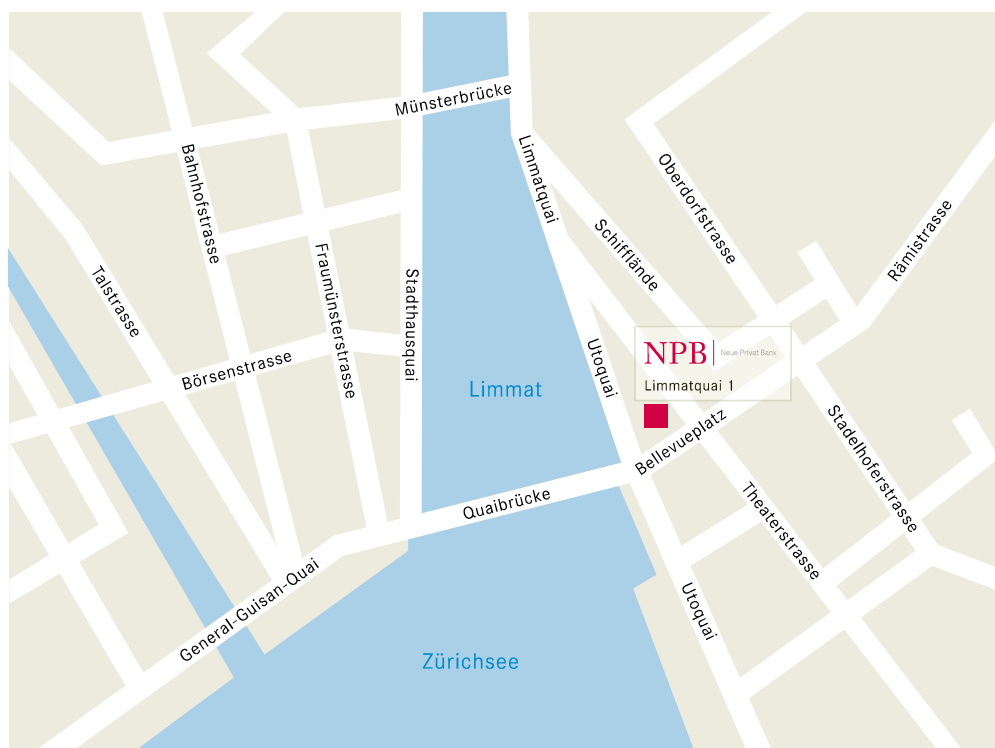 Münsterbrücke
Bahnhofstrasse
Limmatquai
Oberdorfstrasse
Schifflände
Rämistrasse
Talstrasse
Fraumünsterstrasse
Stadthausquai
Utoquai
NPB Neue Privat Bank
Limmatquai 1
Börsenstrasse
Limmat
Bellevueplatz
Stadelhoferstrasse
Quaibrücke
Theaterstrasse
General-Guisan-Quai
Utoquai
Zürichsee